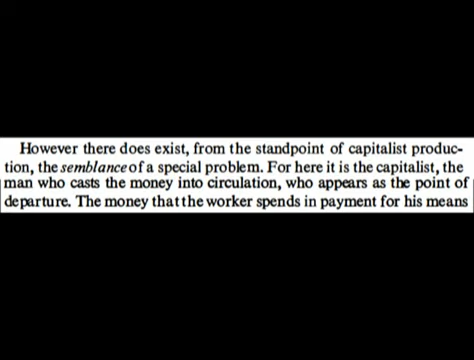 However there does exist, from the standpoint of capitalist produc-
tion, the semblance of a special problem. For here it is the capitalist, the
man who casts the money into circulation, who appears as the point of
departure. The money that the worker spends in payment for his means